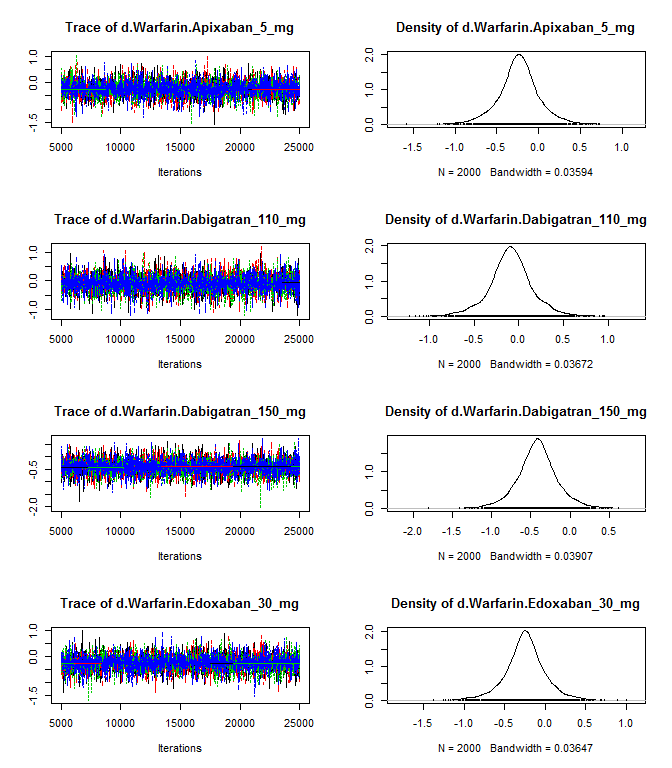 Trace of d.Warfarin.Apixaban_5_mg
1.0
0.0
-1.5
5000 10000 15000 20000 25000
Iterations
Density of d.Warfarin.Apixaban_5_mg
2.0
1.0
0.0
-1.5 -1.0 -0.5 0.0 0.5 1.0
N = 2000 Bandwidth = 0.03594
Trace of d.Warfarin.Dabigatran_110_mg
1.0
0.0
-1.0
5000 10000 15000 20000 25000
Iterations
Density of d.Warfarin.Dabigatran_110_mg
2.0
1.0
0.0
-1.0 -0.5 0.0 0.5 1.0
N = 2000 Bandwidth = 0.03672
Trace of d.Warfarin.Dabigatran_150_mg
-0.5
-2.0
5000 10000 15000 20000 25000
Iterations
Density of d.Warfarin.Dabigatran_150_mg
1.0
0.0
-2.0 -1.5 -1.0 -0.5 0.0 0.5
N = 2000 Bandwidth = 0.03907
Trace of d.Warfarin.Edoxaban_30_mg
1.0
0.0
-1.5
5000 10000 15000 20000 25000
Iterations
Density of d.Warfarin.Edoxaban_30_mg
2.0
1.0
0.0
-1.5 -1.0 -0.5 0.0 0.5 1.0
N = 2000 Bandwidth = 0.03647